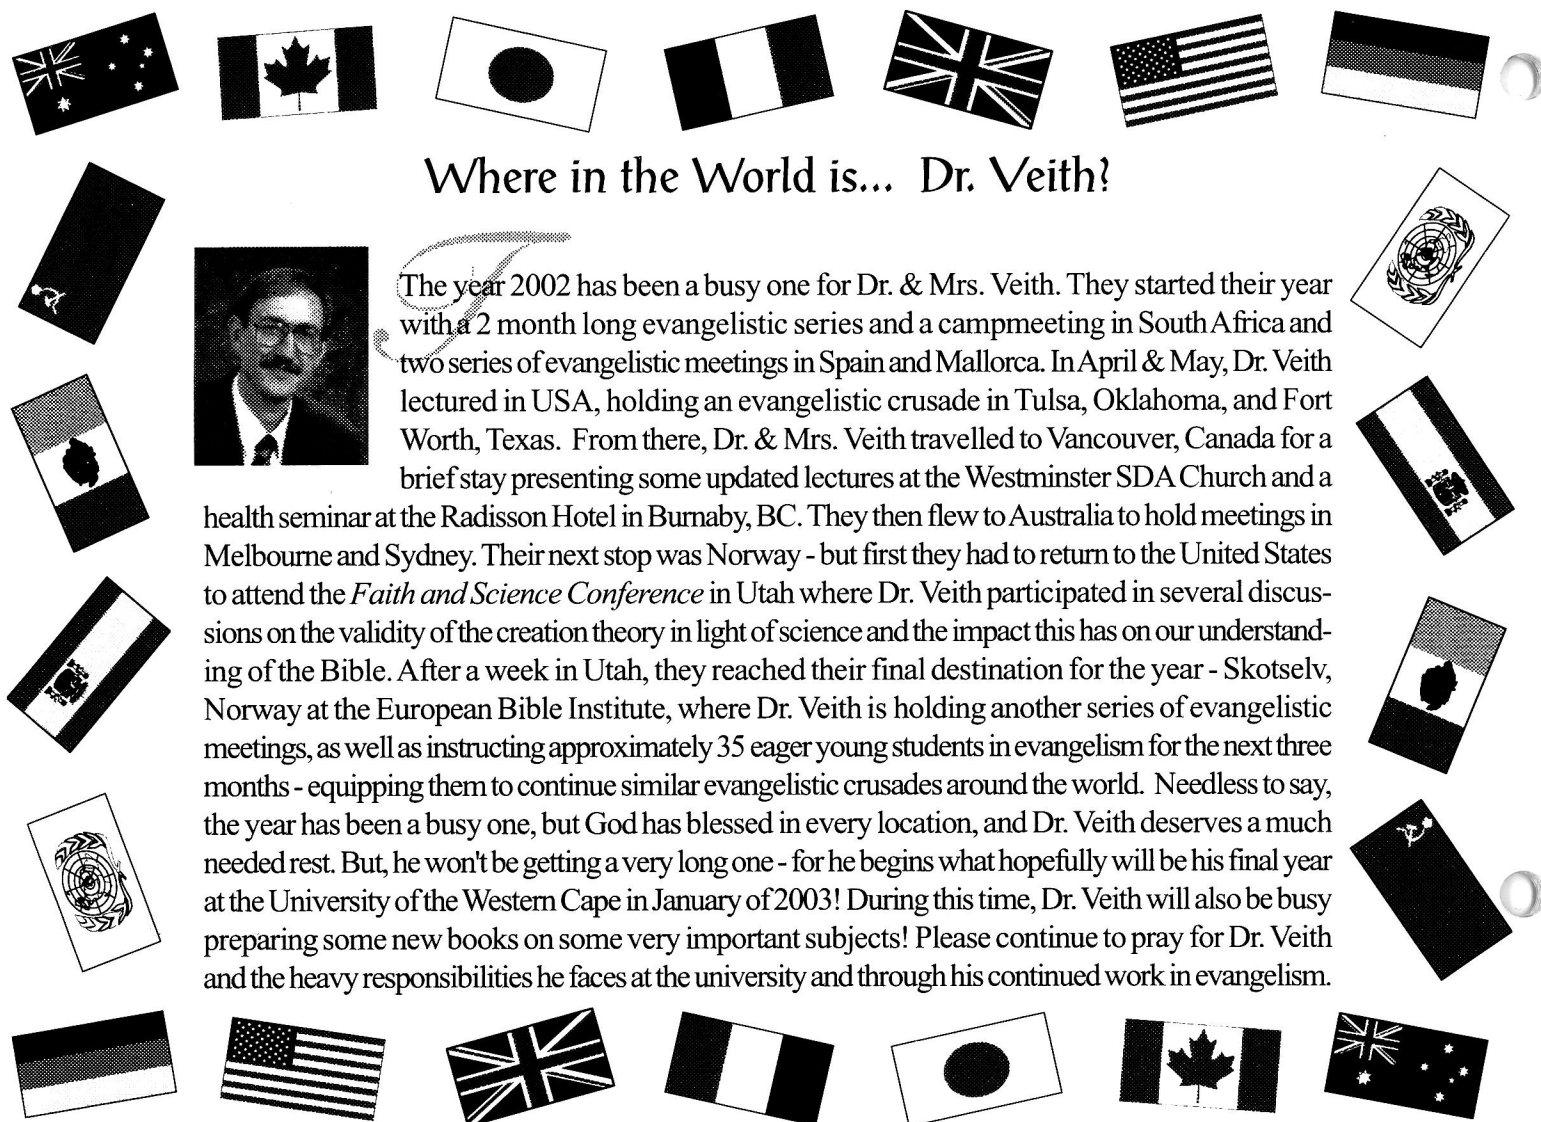 Where in the World is... Dr. Veith?
The year 2002 has been a busy one for Dr. & Mrs. Veith. They started their year
with a 2 month long evangelistic series and a campmeeting in South Africa and
two series of evangelistic meetings in Spain and Mallorca. In April & May, Dr. Veith
lectured in USA, holding an evangelistic crusade in Tulsa, Oklahoma, and Fort
Worth, Texas. From there, Dr. & Mrs. Veith travelled to Vancouver, Canada for a
brief stay presenting some updated lectures at the Westminster SDA Church and a
health seminar at the Radisson Hotel in Burnaby, BC. They then flew to Australia to hold meetings in
Melbourne and Sydney. Their next stop was Norway - but first they had to return to the United States
to attend the Faith and Science Conference in Utah where Dr. Veith participated in several discus-
sions on the validity of the creation theory in light of science and the impact this has on our understand-
ing of the Bible. After a week in Utah, they reached their final destination for the year - Skotselv,
Norway at the European Bible Institute, where Dr. Veith is holding another series of evangelistic
meetings, as well as instructing approximately 35 eager young students in evangelism for the next three
months - equipping them to continue similar evangelistic crusades around the world. Needless to say,
the year has been a busy one, but God has blessed in every location, and Dr. Veith deserves a much
needed rest. But, he won't be getting a very long one - for he begins what hopefully will be his final year
at the University of the Western Cape in January of 2003! During this time, Dr. Veith will also be busy
preparing some new books on some very important subjects! Please continue to pray for Dr. Veith
and the heavy responsibilities he faces at the university and through his continued work in evangelism.